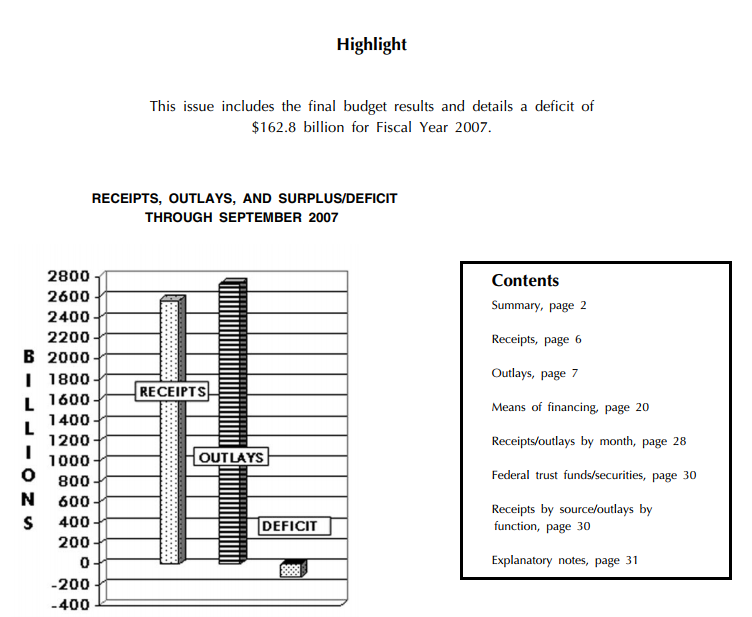 Highlight
This issue includes the final budget results and details a deficit of
$162.8 billion for Fiscal Year 2007.
RECEIPTS, OUTLAYS, AND SURPLUS/DEFICIT
THROUGH SEPTEMBER 2007
BILLIONS
2800
2600
2400
2200
2000
1800
1600
1400
1200
1000
800
600
400
200
0
-200
-400
RECEIPTS
OUTLAYS
DEFICIT
Contents
Summary, page 2
Receipts, page 6
Outlays, page 7
Means of financing, page 20
Receipts/outlays by month, page 28
Federal trust funds/securities, page 30
Receipts by source/outlays by
function, page 30
Explanatory notes, page 31